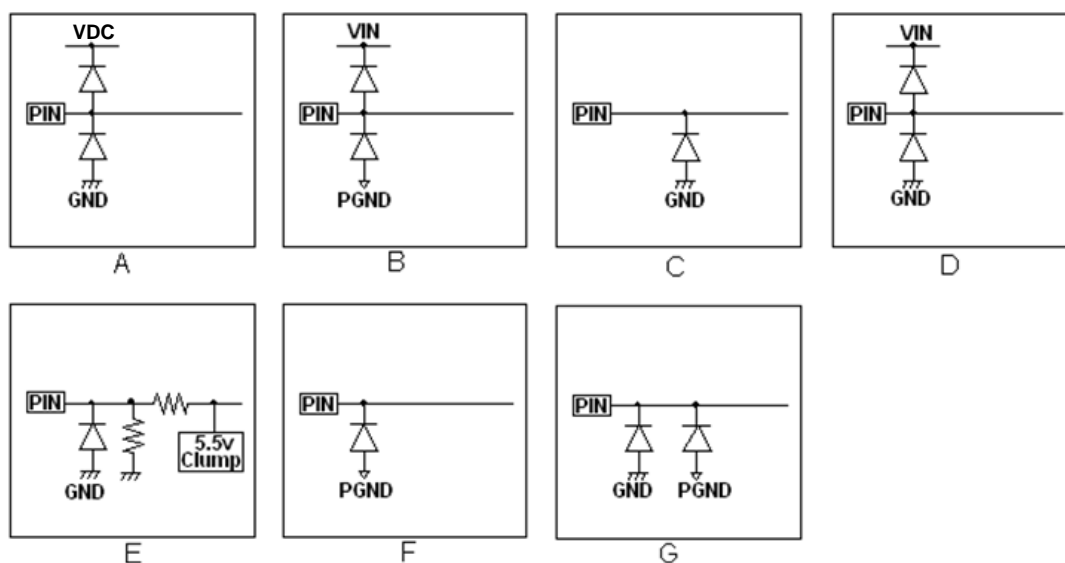 VDC
PIN
GND
A
VIN
PIN
PGND
B
PIN
GND
C
VIN
PIN
GND
D
PIN
GND
5.5v
Clump
E
PIN
PGND
F
PIN
GND PGND
G